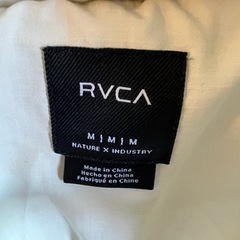 RVCA
M | M | M
NATURE X INDUSTRY
Made in China
Hecho en China
Fabriqué en Chine